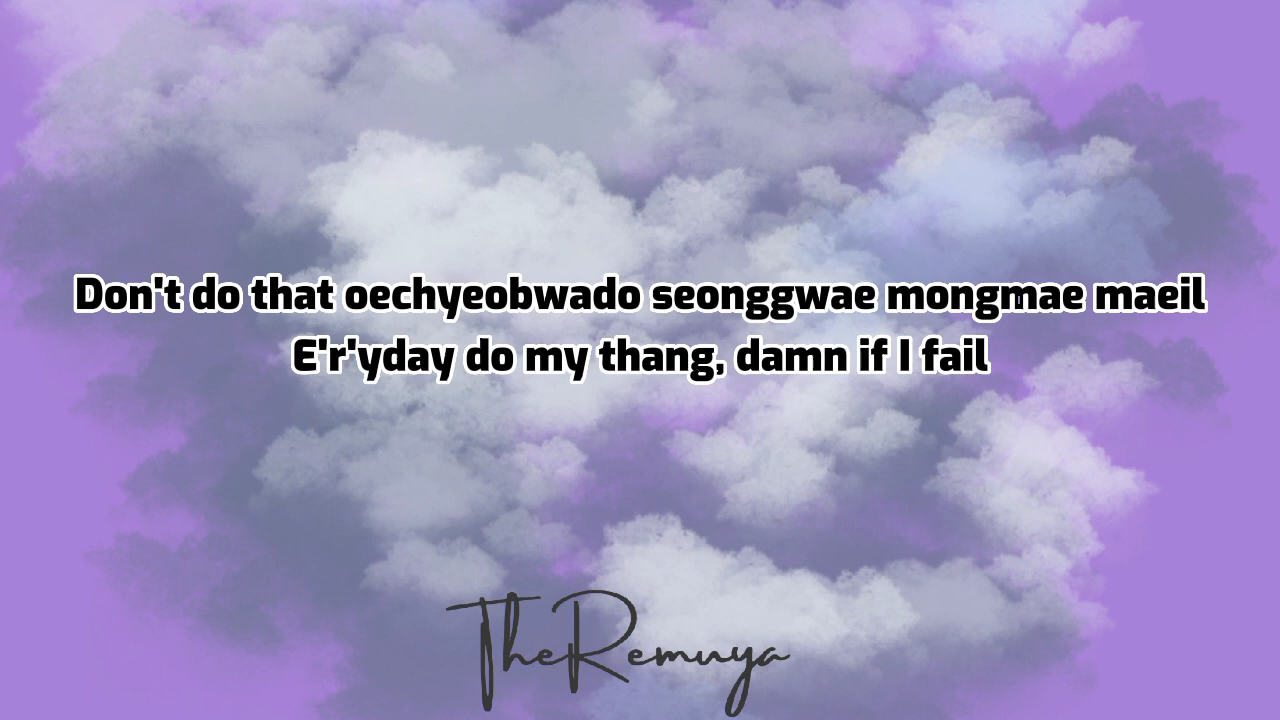 Don't do that oechyeobwado seonggwae mongmae maeil
E'r'yday do my thang, damn if I fail
TheRemuya